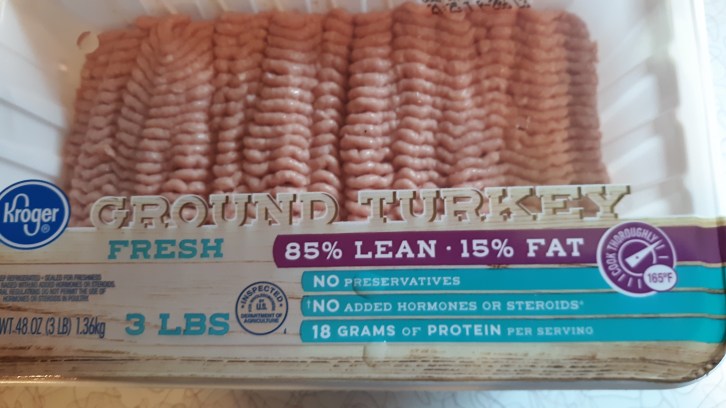 Kroger
GROUND TURKEY
FRESH
85% LEAN · 15% FAT
COOK THOROUGHLY
165°F
NO PRESERVATIVES
†NO ADDED HORMONES OR STEROIDS*
18 GRAMS OF PROTEIN PER SERVING
WT. 48 OZ (3 LB) 1.36kg
3 LBS
INSPECTED
U.S.
DEPARTMENT OF
AGRICULTURE